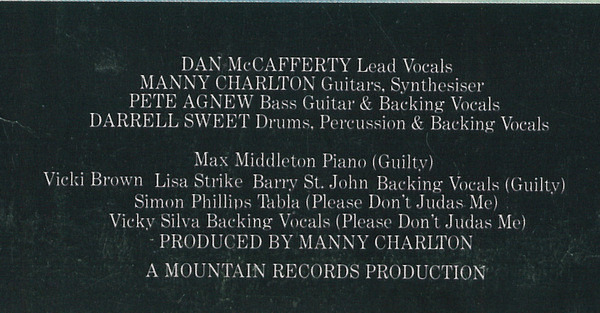 DAN McCAFFERTY Lead Vocals
MANNY CHARLTON Guitars, Synthesiser
PETE AGNEW Bass Guitar & Backing Vocals
DARRELL SWEET Drums, Percussion & Backing Vocals
Max Middleton Piano (Guilty)
Vicki Brown Lisa Strike Barry St. John Backing Vocals (Guilty)
Simon Phillips Tabla (Please Don't Judas Me)
Vicky Silva Backing Vocals (Please Don't Judas Me)
PRODUCED BY MANNY CHARLTON
A MOUNTAIN RECORDS PRODUCTION